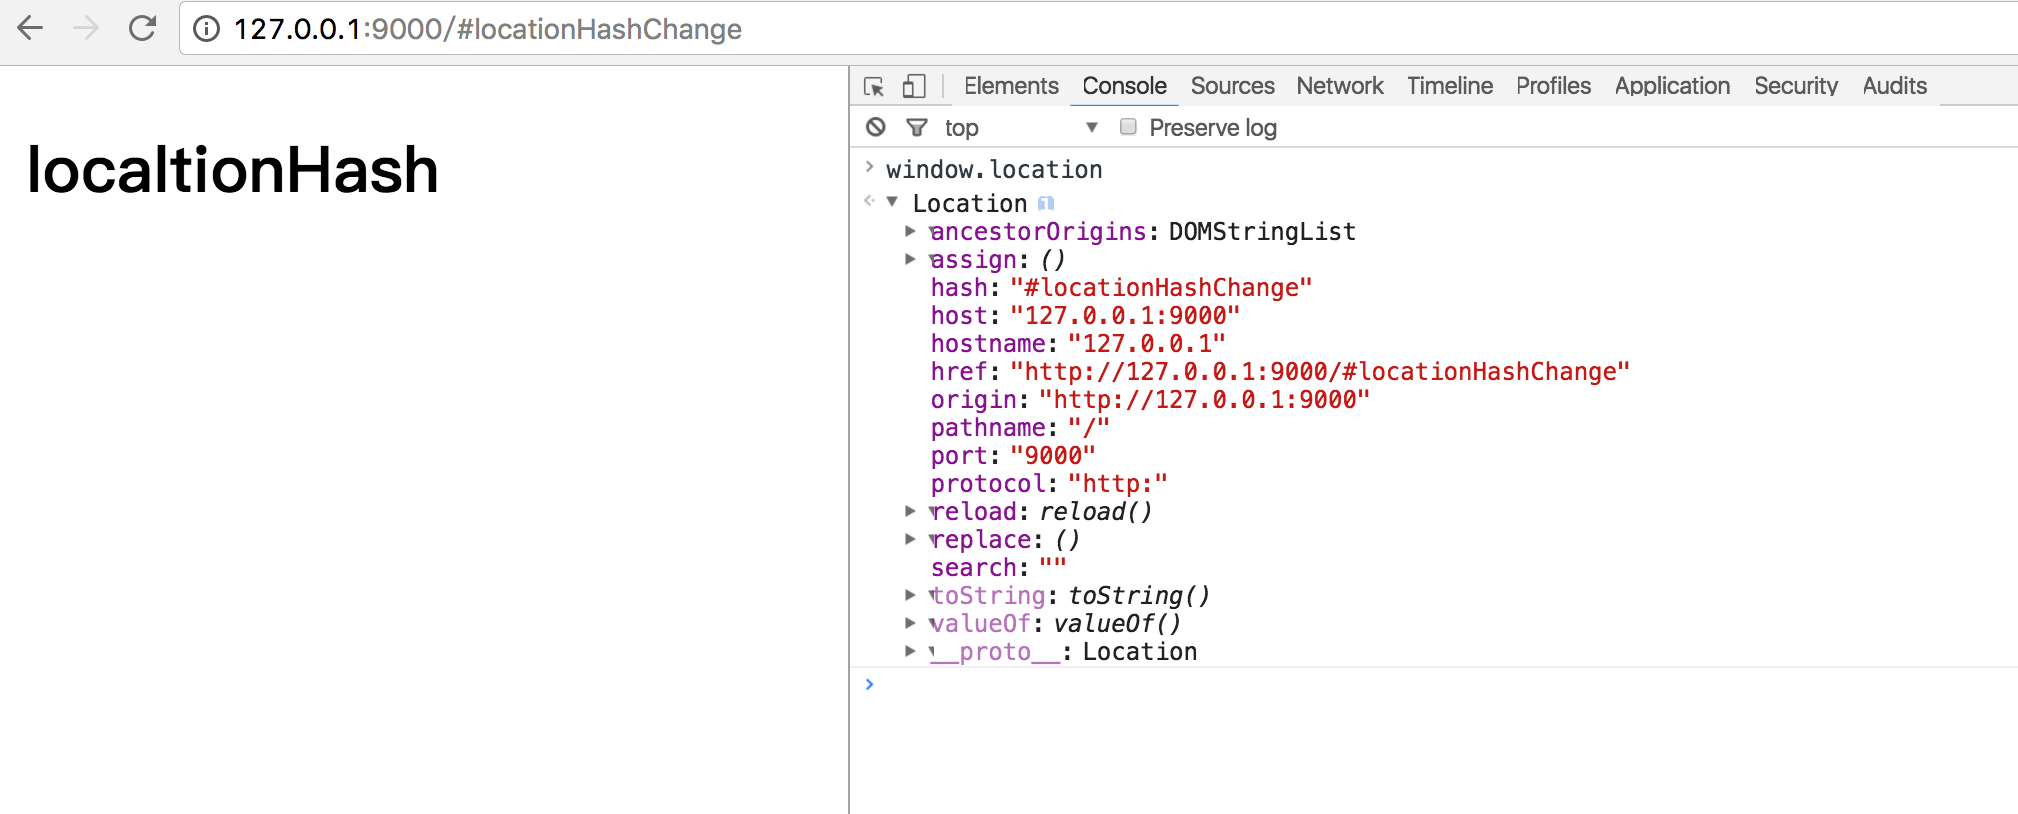 127.0.0.1:9000/#locationHashChange
localtionHash
Elements Console Sources Network Timeline Profiles Application Security Audits
top Preserve log
window.location
Location
ancestorOrigins: DOMStringList
assign: ()
hash: "#locationHashChange"
host: "127.0.0.1:9000"
hostname: "127.0.0.1"
href: "http://127.0.0.1:9000/#locationHashChange"
origin: "http://127.0.0.1:9000"
pathname: "/"
port: "9000"
protocol: "http:"
reload: reload()
replace: ()
search: ""
toString: toString()
valueOf: valueOf()
__proto__: Location